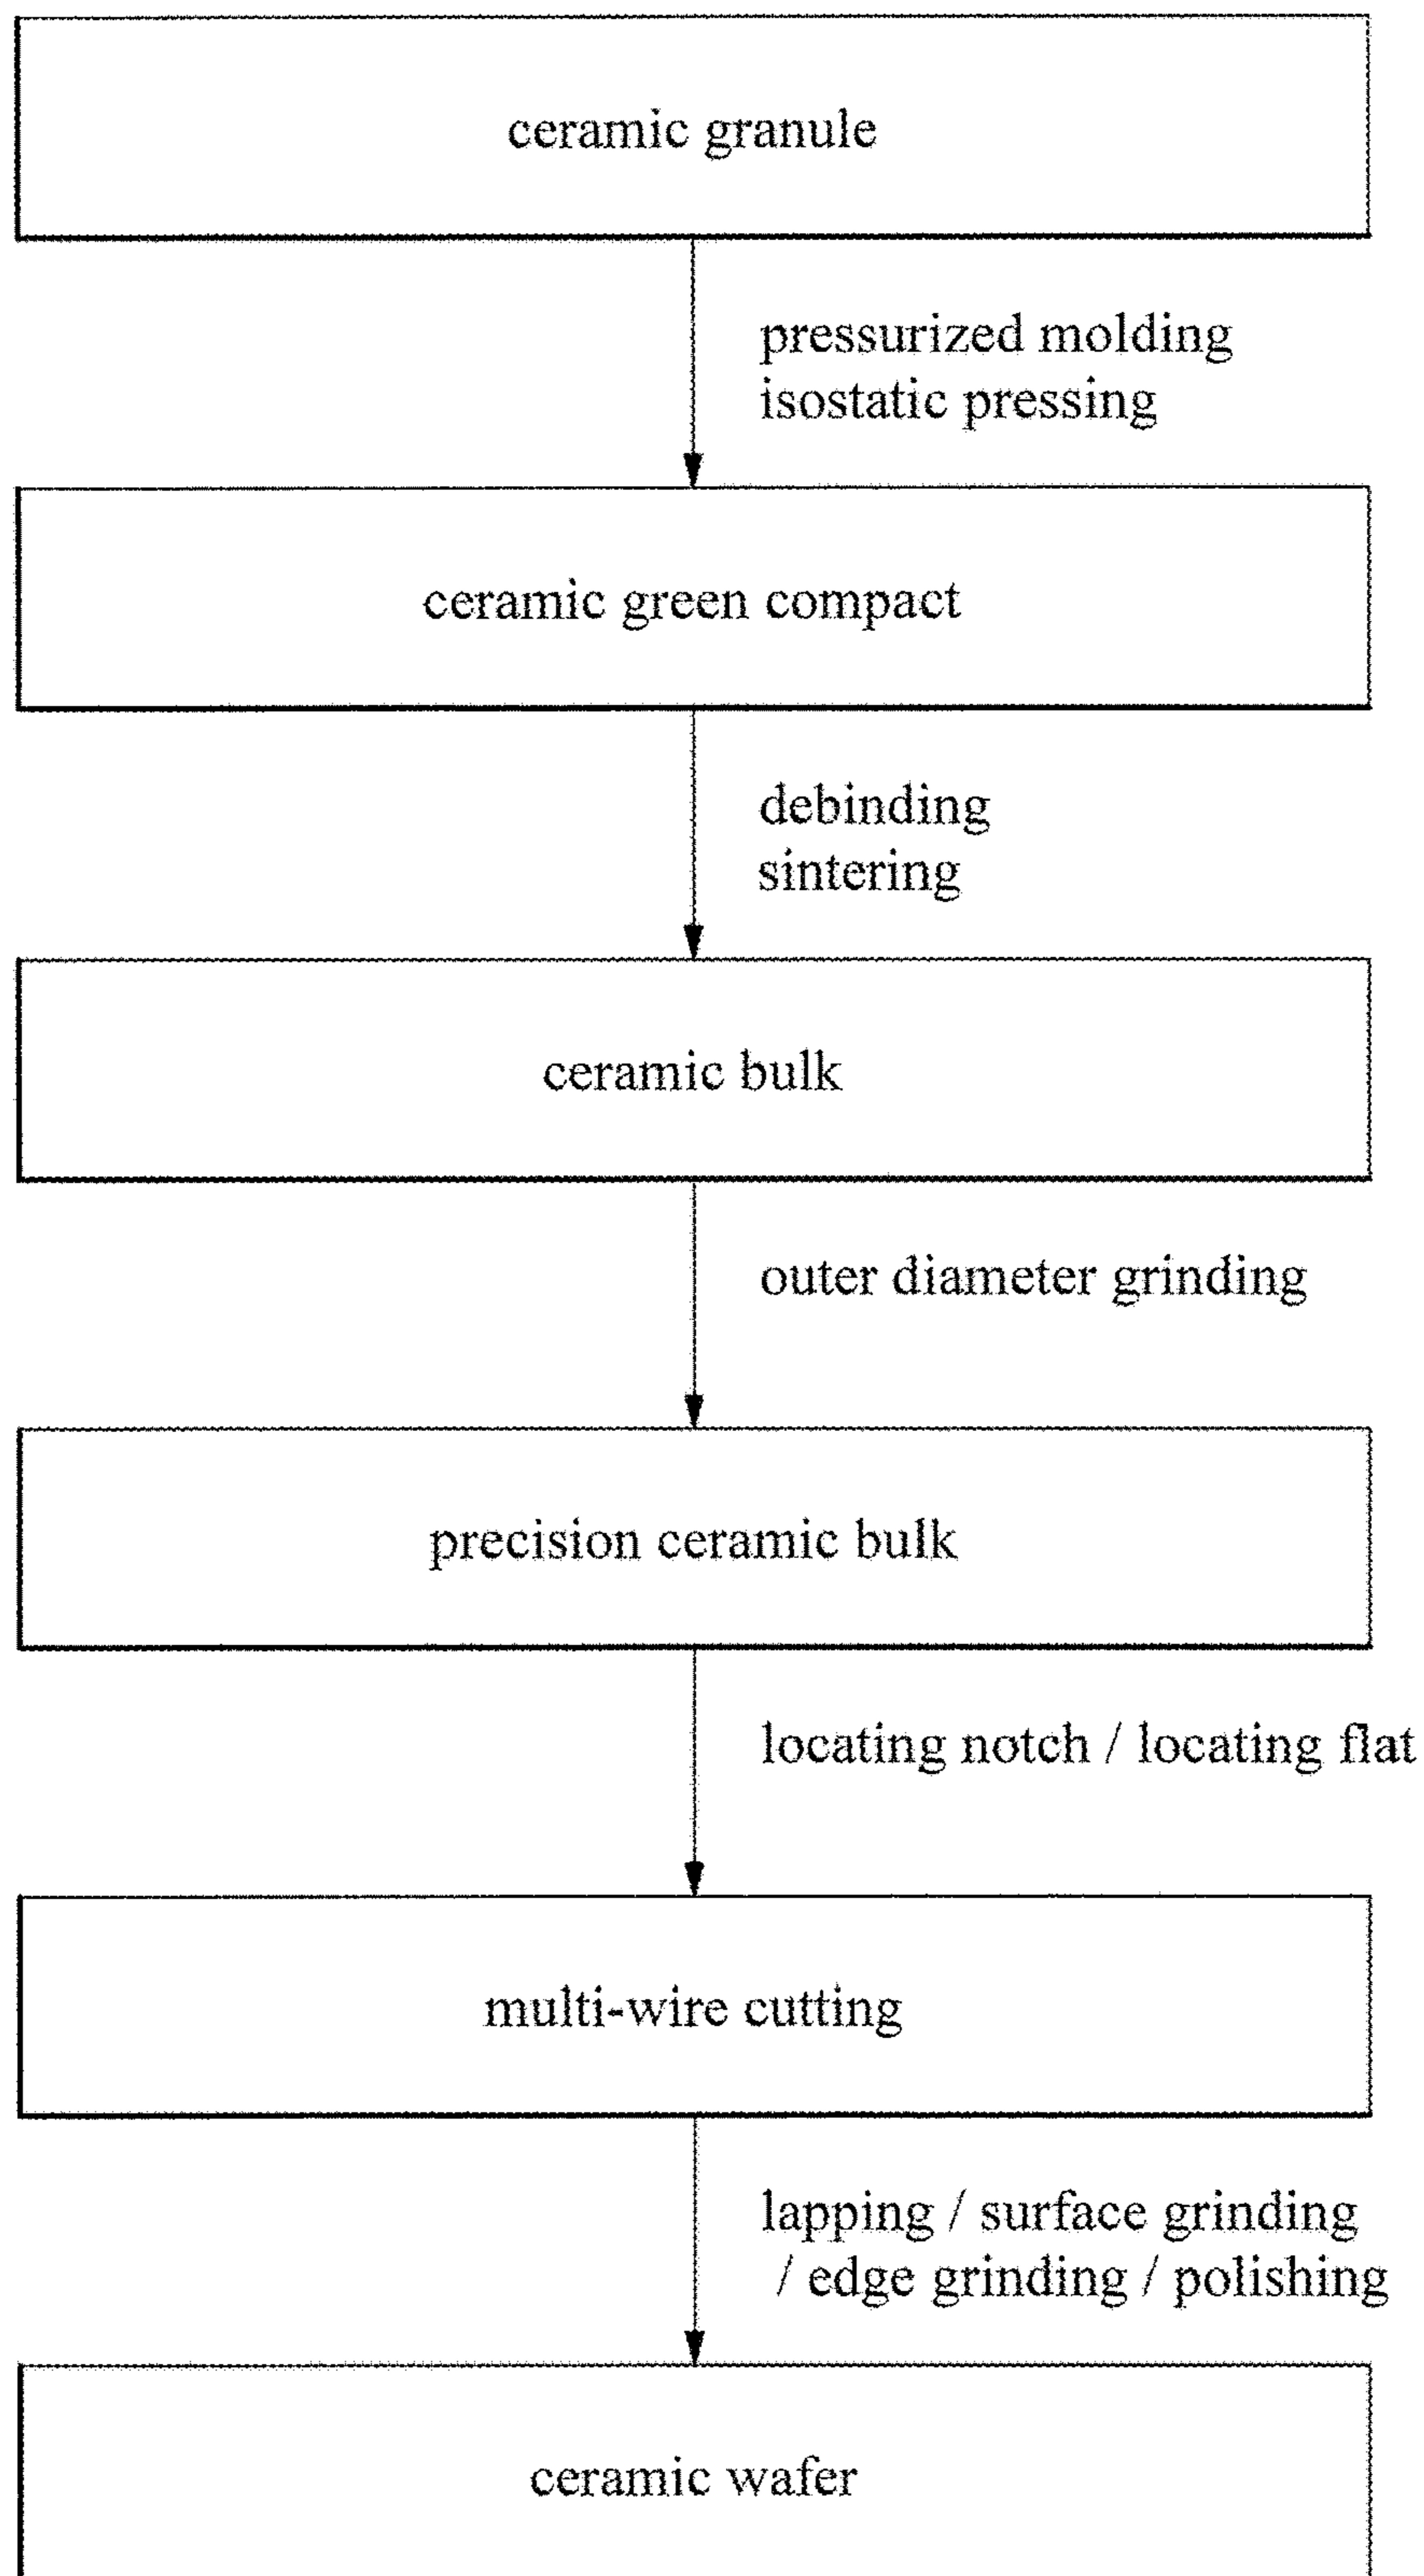 ceramic granule
pressurized molding
isostatic pressing
ceramic green compact
debinding
sintering
ceramic bulk
outer diameter grinding
precision ceramic bulk
locating notch / locating flat
multi-wire cutting
lapping / surface grinding
/ edge grinding / polishing
ceramic wafer